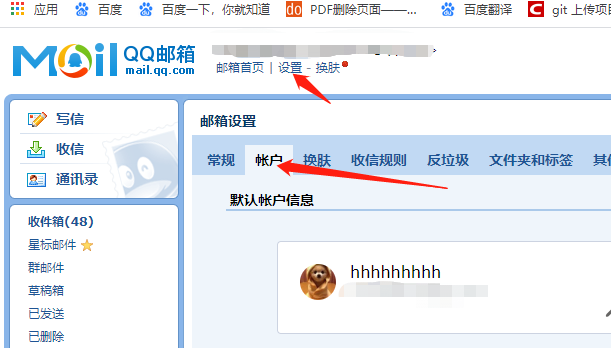 应用 百度 百度一下，你就知道 do PDF删除页面——... 百度翻译 C git 上传项目
Mail QQ邮箱
mail.qq.com
邮箱首页 | 设置 - 换肤
写信
收信
通讯录
收件箱(48)
星标邮件
群邮件
草稿箱
已发送
已删除
邮箱设置
常规 帐户 换肤 收信规则 反垃圾 文件夹和标签
默认帐户信息
hhhhhhhhh